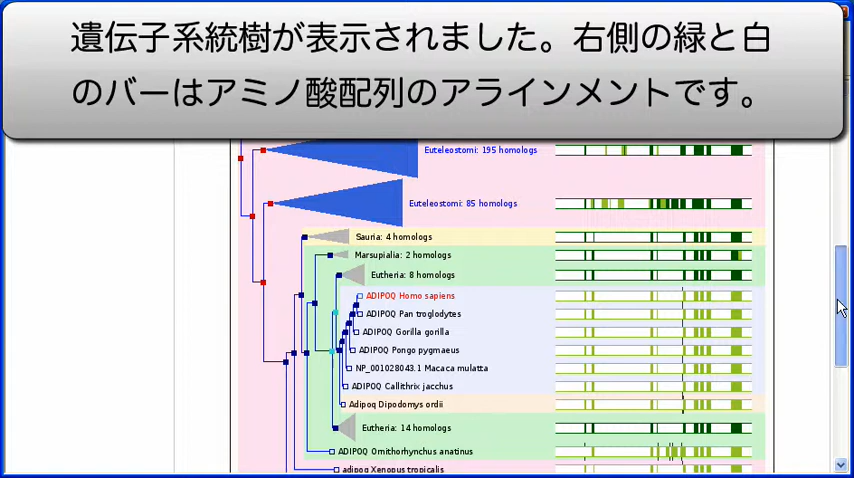 遺伝子系統樹が表示されました。右側の緑と白
のバーはアミノ酸配列のアラインメントです。
Euteleostomi: 195 homologs
Euteleostomi: 85 homologs
Sauria: 4 homologs
Marsupialia: 2 homologs
Eutheria: 8 homologs
ADIPOQ Homo sapiens
ADIPOQ Pan troglodytes
ADIPOQ Gorilla gorilla
ADIPOQ Pongo pygmaeus
NP_001028043.1 Macaca mulatta
ADIPOQ Callithrix jacchus
Adipoq Dipodomys ordii
Eutheria: 14 homologs
ADIPOQ Ornithorhynchus anatinus
adipoq Xenopus tropicalis